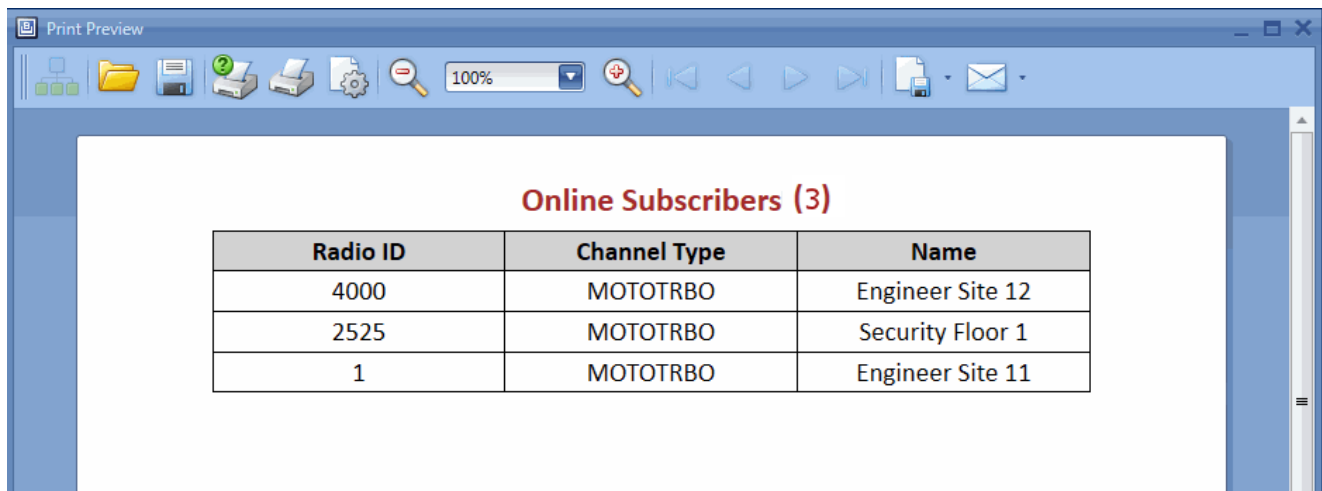 Print Preview
100%
Online Subscribers (3)
Radio ID Channel Type Name
4000 MOTOTRBO Engineer Site 12
2525 MOTOTRBO Security Floor 1
1 MOTOTRBO Engineer Site 11